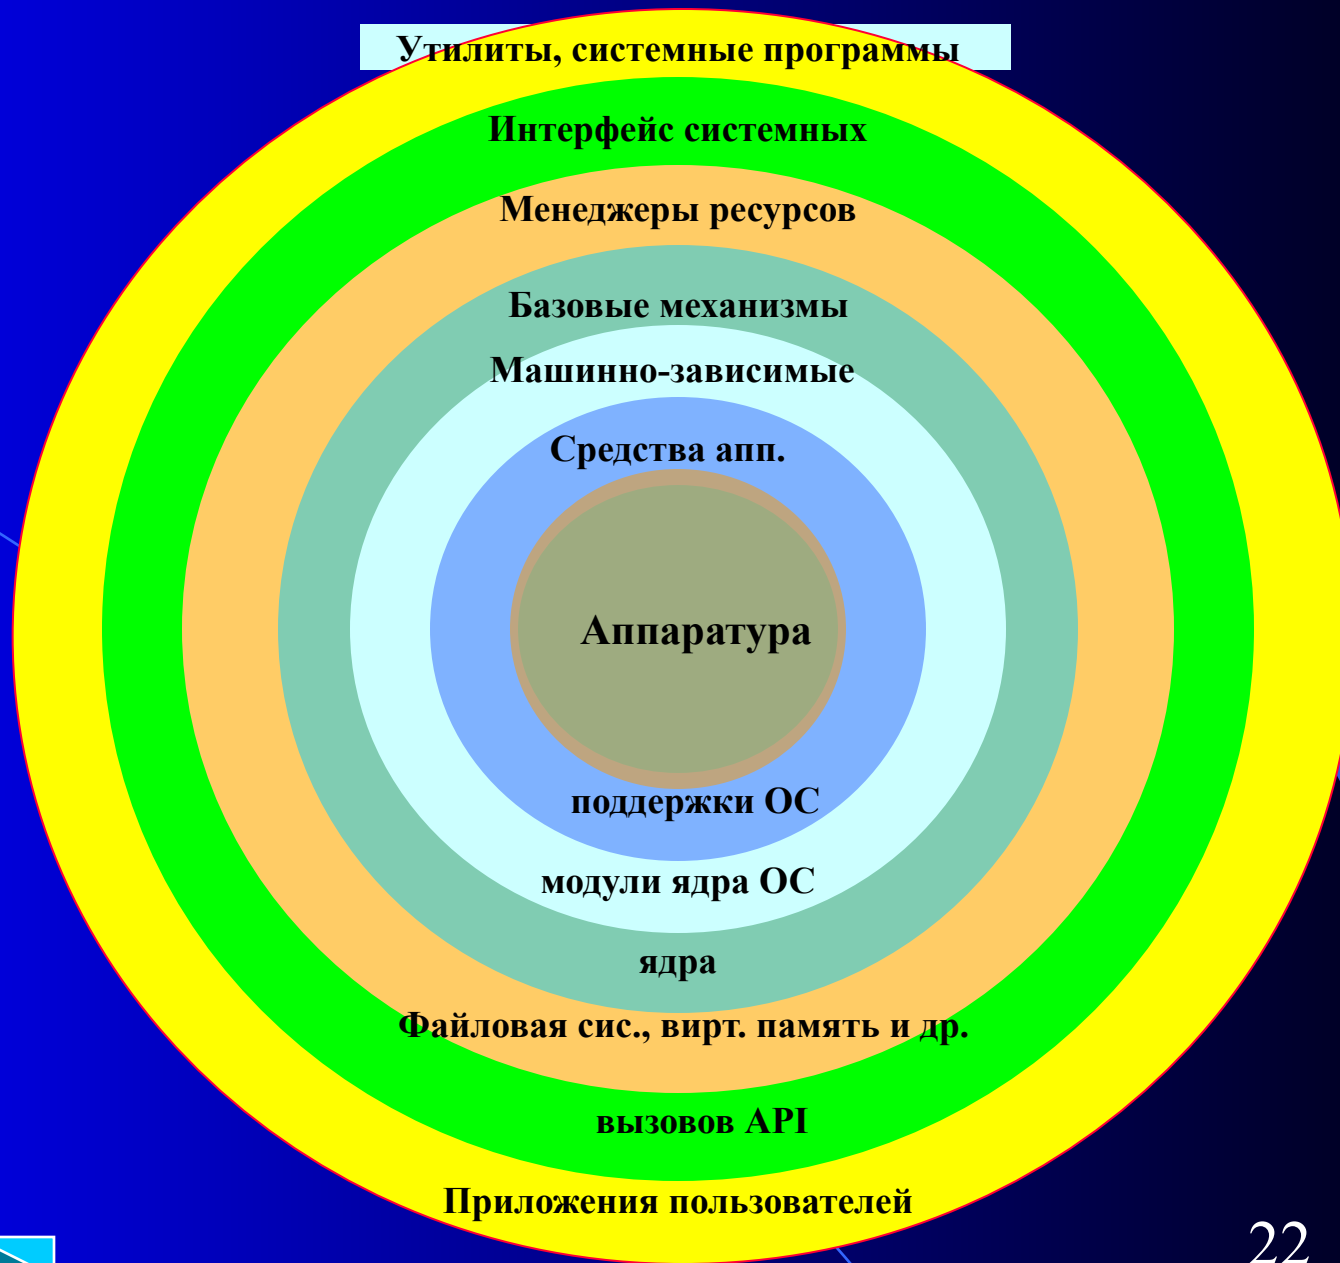 Утилиты, системные программы
Интерфейс системных
Менеджеры ресурсов
Базовые механизмы
Машинно-зависимые
Средства апп.
Аппаратура
поддержки ОС
модули ядра ОС
ядра
Файловая сис., вирт. память и др.
вызовов API
Приложения пользователей
22